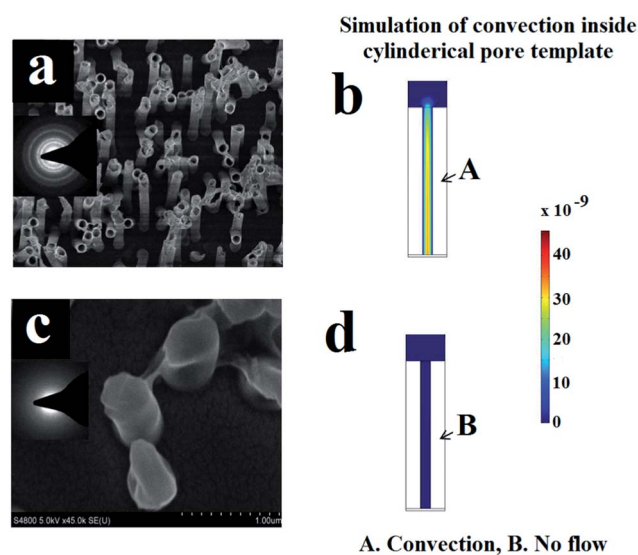 Simulation of convection inside
cylinderical pore template
a
b
A
x 10 -9
40
30
20
10
0
c
d
B
S4800 5.0kV x45.0k SE(U)
1.00um
A. Convection, B. No flow